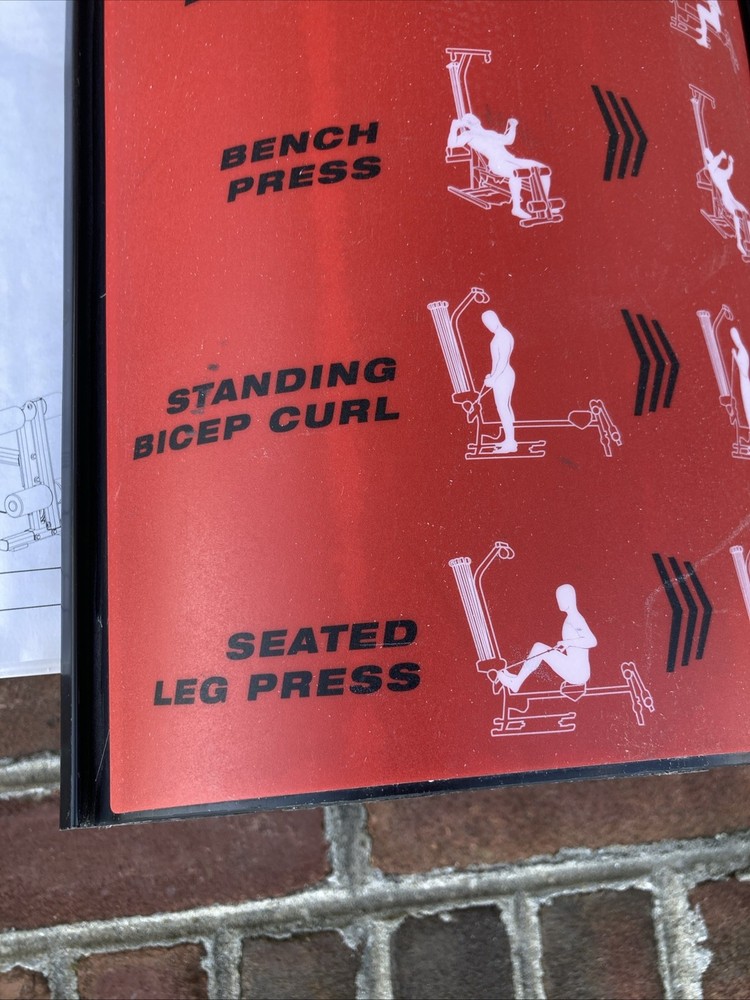 BENCH
PRESS
STANDING
BICEP CURL
SEATED
LEG PRESS